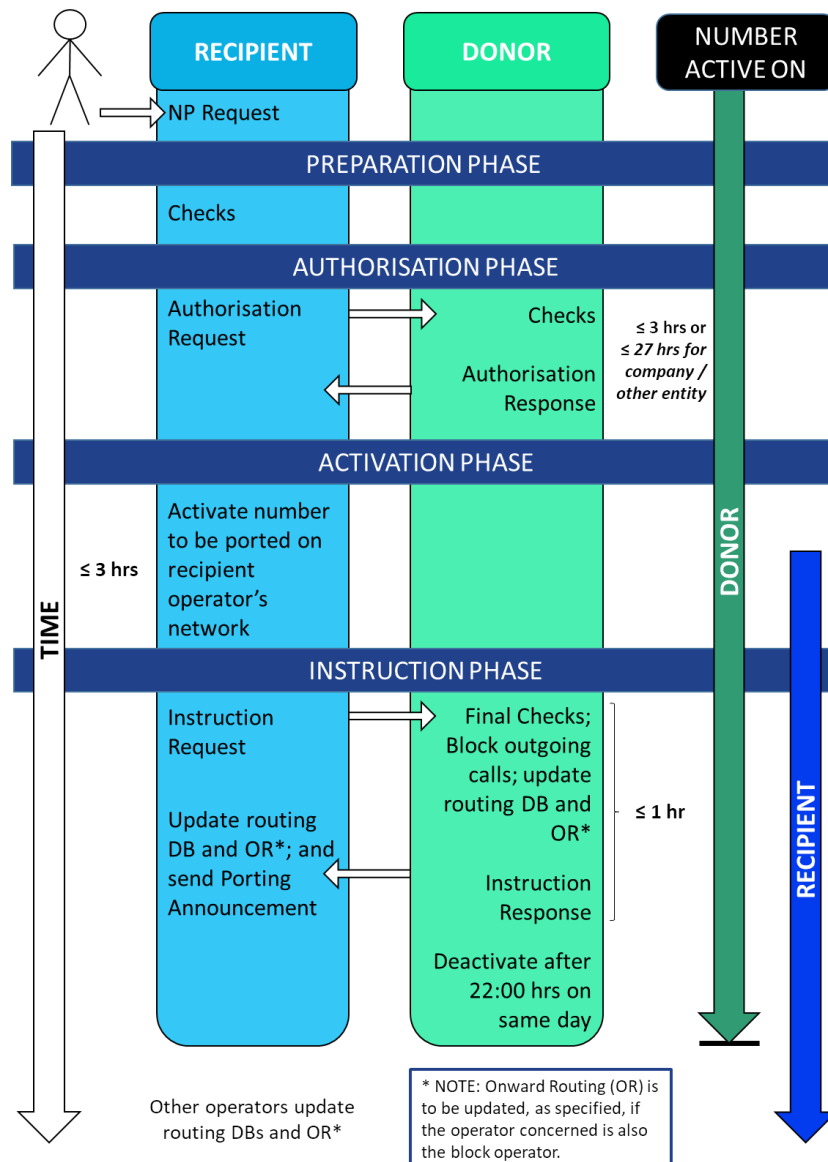 RECIPIENT
DONOR
NUMBER
ACTIVE ON
NP Request
PREPARATION PHASE
Checks
AUTHORISATION PHASE
Authorisation
Request
Checks
≤ 3 hrs or
≤ 27 hrs for
company /
other entity
Authorisation
Response
ACTIVATION PHASE
Activate number
to be ported on
recipient
operator's
network
≤ 3 hrs
TIME
DONOR
INSTRUCTION PHASE
Instruction
Request
Final Checks;
Block outgoing
calls; update
routing DB and
OR*
≤ 1 hr
RECIPIENT
Update routing
DB and OR*; and
send Porting
Announcement
Instruction
Response
Deactivate after
22:00 hrs on
same day
Other operators update
routing DBs and OR*
* NOTE: Onward Routing (OR) is
to be updated, as specified, if
the operator concerned is also
the block operator.